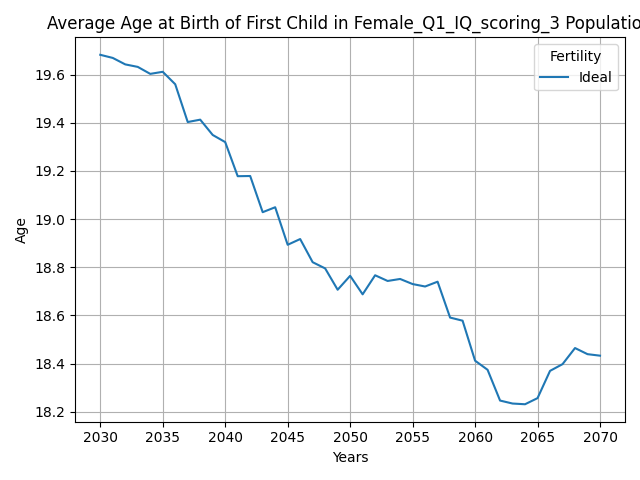 Average Age at Birth of First Child in Female_Q1_IQ_scoring_3 Populatio
Fertility
Ideal
19.6
19.4
19.2
19.0
18.8
18.6
18.4
18.2
Age
2030 2035 2040 2045 2050 2055 2060 2065 2070
Years